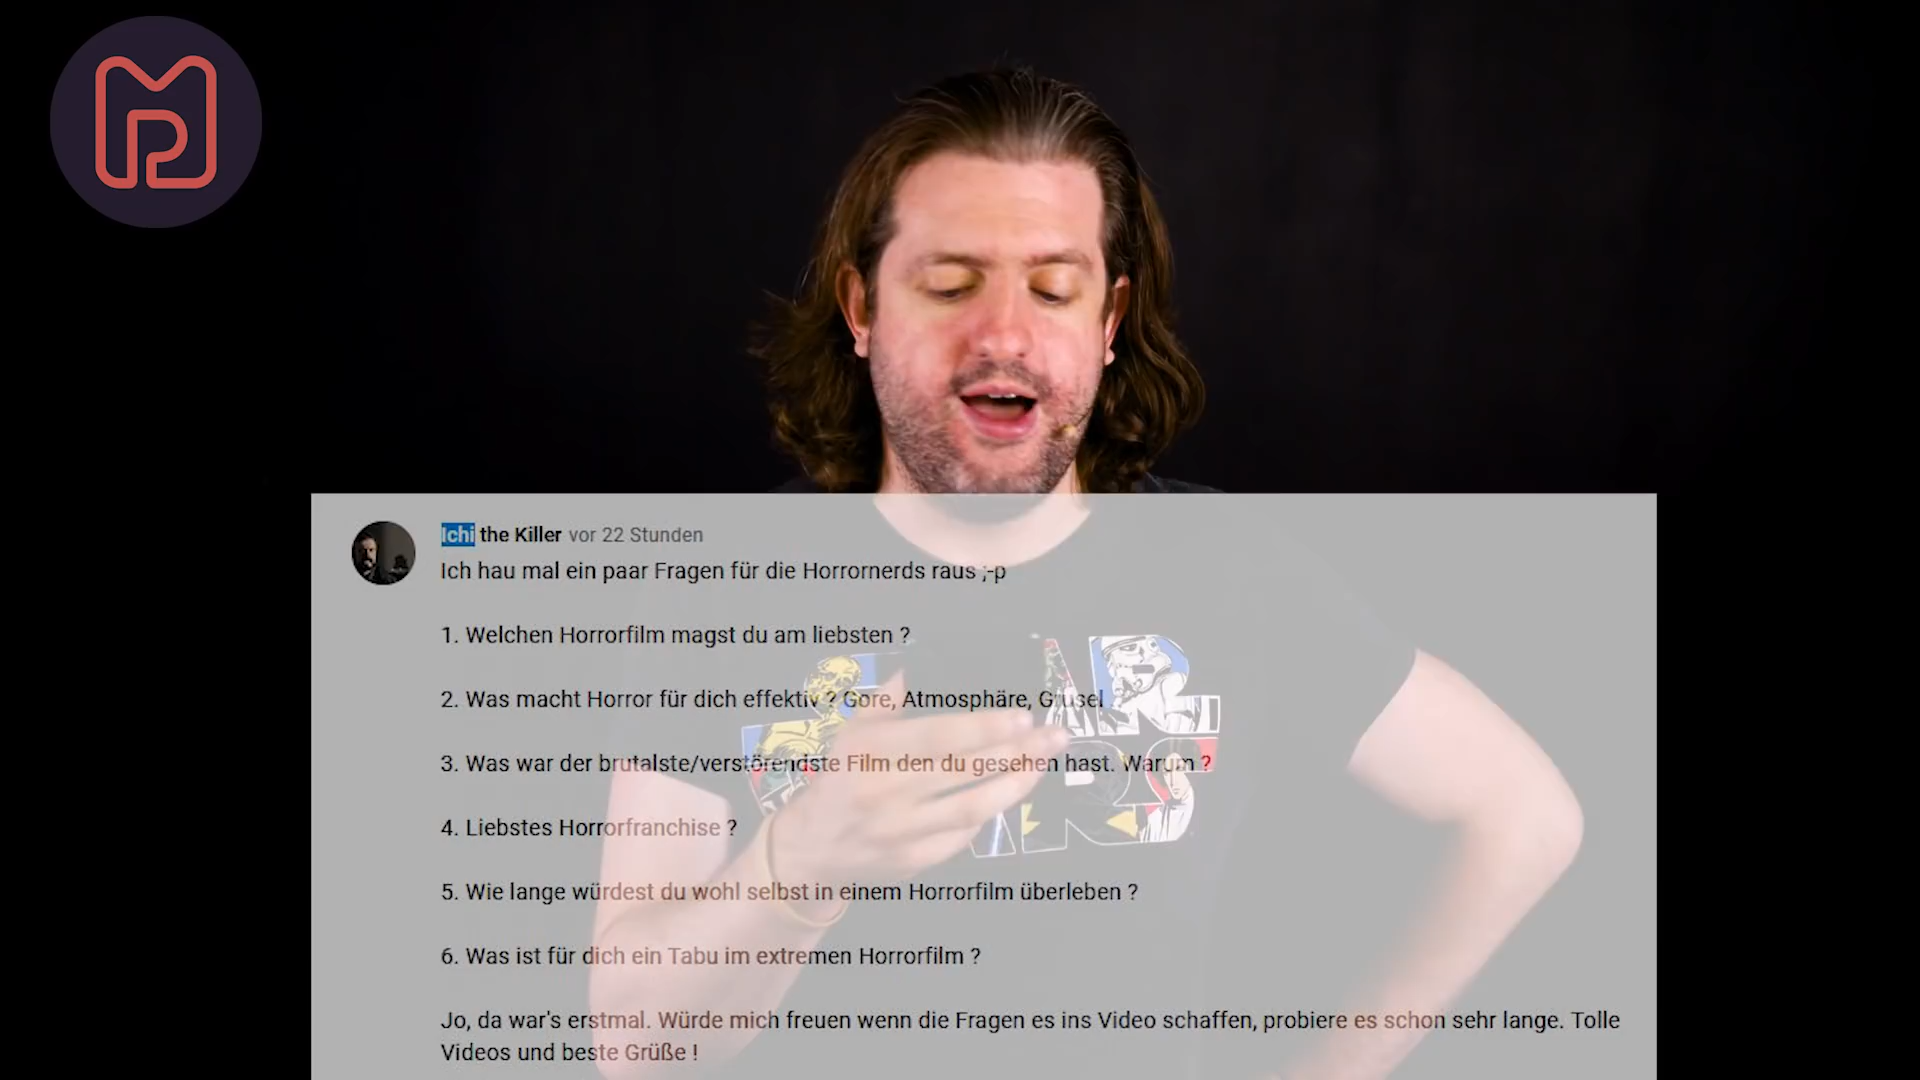 MP
Ichi the Killer vor 22 Stunden
Ich hau mal ein paar Fragen für die Horrornerds raus ;-p
1. Welchen Horrorfilm magst du am liebsten ?
2. Was macht Horror für dich effektiv ? Gore, Atmosphäre, Grusel
3. Was war der brutalste/verstörendste Film den du gesehen hast. Warum ?
4. Liebstes Horrorfranchise ?
5. Wie lange würdest du wohl selbst in einem Horrorfilm überleben ?
6. Was ist für dich ein Tabu im extremen Horrorfilm ?
Jo, da war's erstmal. Würde mich freuen wenn die Fragen es ins Video schaffen, probiere es schon sehr lange. Tolle
Videos und beste Grüße !